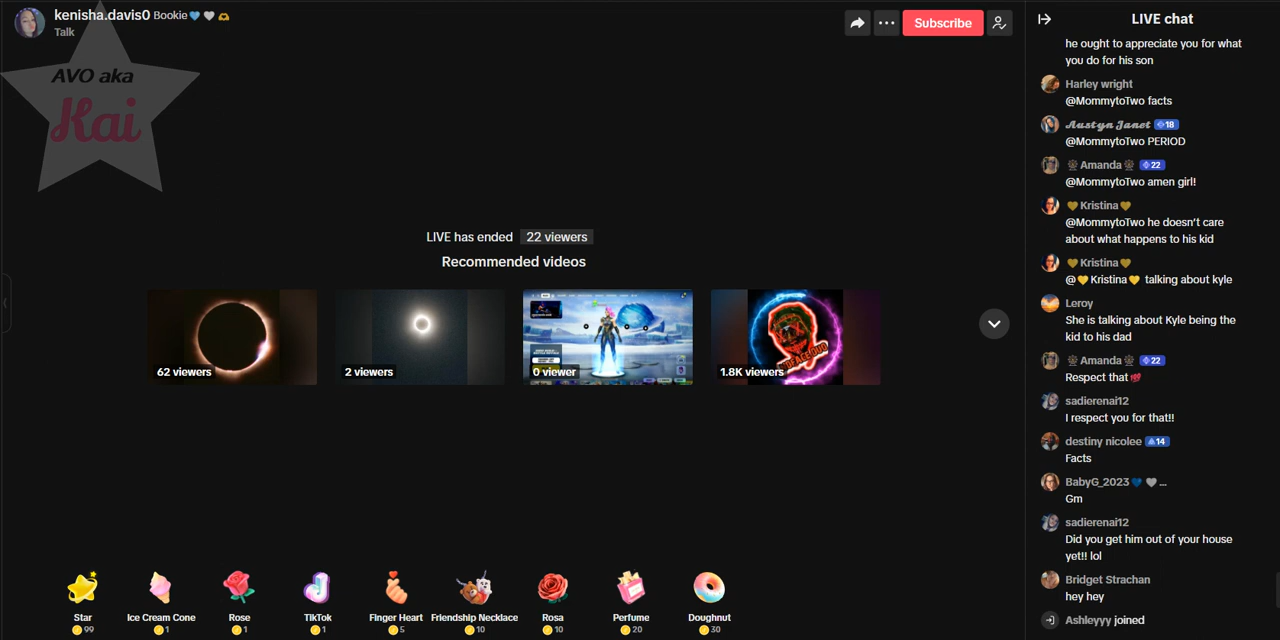 kenisha.davis0 Bookie💙🤍🫶
Talk
Subscribe
AVO aka
Kai
LIVE has ended 22 viewers
Recommended videos
62 viewers
2 viewers
0 viewer
1.8K viewers
Star
99
Ice Cream Cone
1
Rose
1
TikTok
1
Finger Heart
5
Friendship Necklace
10
Rosa
10
Perfume
20
Doughnut
30
LIVE chat
he ought to appreciate you for what
you do for his son
Harley wright
@MommytoTwo facts
𝓐𝓾𝓼𝓽𝔂𝓷 𝓙𝓪𝓷𝓮𝓽 18
@MommytoTwo PERIOD
Amanda 22
@MommytoTwo amen girl!
💛Kristina💛
@MommytoTwo he doesn't care
about what happens to his kid
💛Kristina💛
@💛Kristina💛 talking about kyle
Leroy
She is talking about Kyle being the
kid to his dad
Amanda 22
Respect that💯
sadierenai12
I respect you for that!!
destiny nicolee 14
Facts
BabyG_2023💙🤍...
Gm
sadierenai12
Did you get him out of your house
yet!! lol
Bridget Strachan
hey hey
Ashleyyy joined